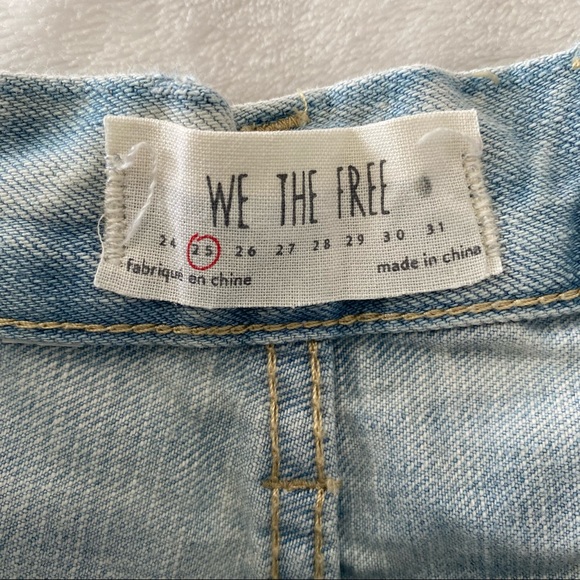 WE THE FREE
24 25 26 27 28 29 30 31
fabriqué en chine made in china